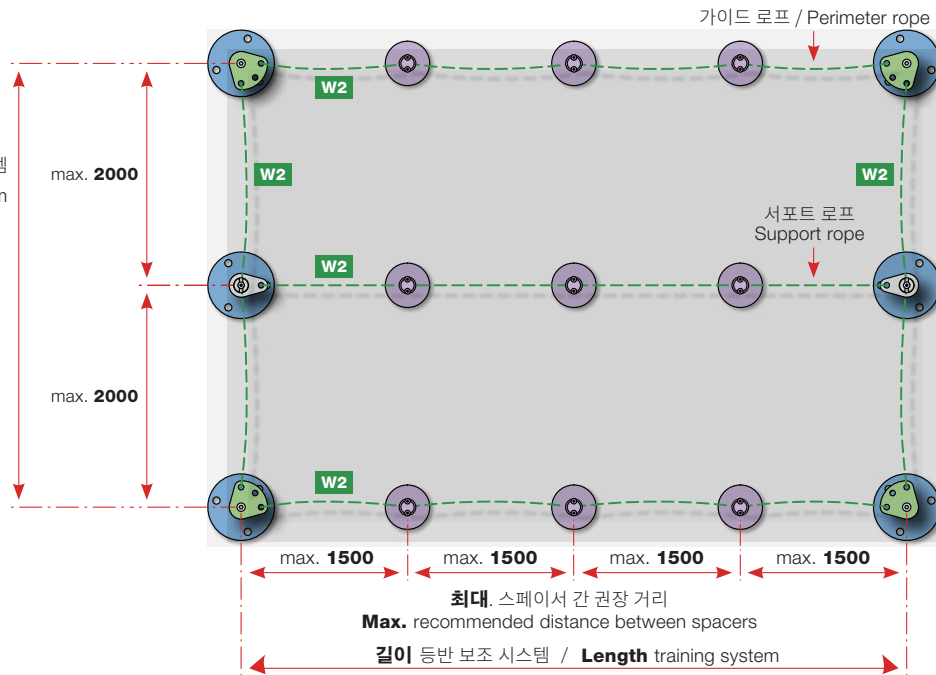 가이드 로프 / Perimeter rope
W2
max. 2000
W2
W2
서포트 로프
Support rope
W2
max. 2000
W2
max. 1500
max. 1500
max. 1500
max. 1500
최대. 스페이서 간 권장 거리
Max. recommended distance between spacers
길이 등반 보조 시스템 / Length training system